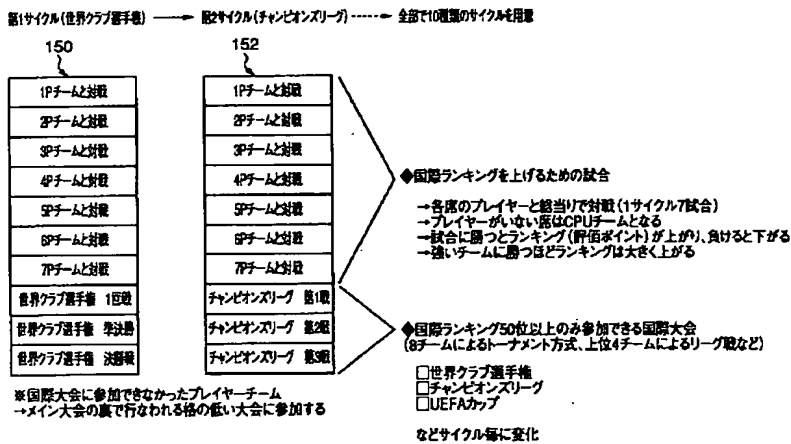 第1サイクル(世界クラブ選手権) → 第2サイクル(チャンピオンズリーグ) ----→ 全部で10種類のサイクルを用意
150
152
1Pチームと対戦
2Pチームと対戦
3Pチームと対戦
4Pチームと対戦
5Pチームと対戦
6Pチームと対戦
7Pチームと対戦
世界クラブ選手権 1回戦
世界クラブ選手権 準決勝
世界クラブ選手権 決勝戦
1Pチームと対戦
2Pチームと対戦
3Pチームと対戦
4Pチームと対戦
5Pチームと対戦
6Pチームと対戦
7Pチームと対戦
チャンピオンズリーグ 第1戦
チャンピオンズリーグ 第2戦
チャンピオンズリーグ 第3戦
※国際大会に参加できなかったプレイヤーチーム
→メイン大会の裏で行なわれる格の低い大会に参加する
◆国際ランキングを上げるための試合
→各席のプレイヤーと総当りで対戦(1サイクル7試合)
→プレイヤーがいない席はCPUチームとなる
→試合に勝つとランキング(評価ポイント)が上がり、負けると下がる
→強いチームに勝つほどランキングは大きく上がる
◆国際ランキング50位以上のみ参加できる国際大会
(8チームによるトーナメント方式、上位4チームによるリーグ戦など)
□世界クラブ選手権
□チャンピオンズリーグ
□UEFAカップ
などサイクル毎に変化